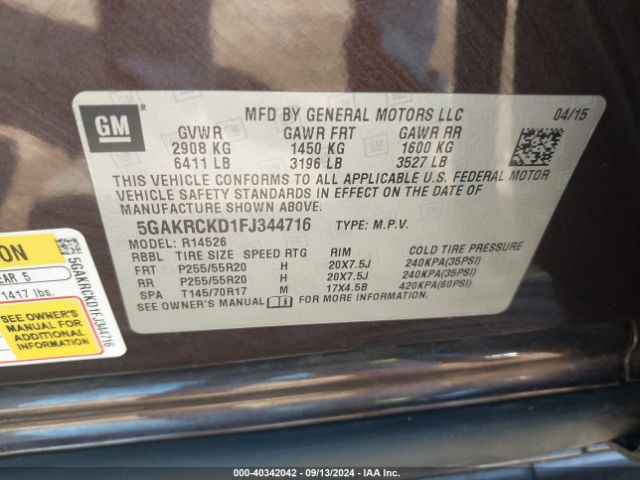 GM
MFD BY GENERAL MOTORS LLC
04/15
GVWR GAWR FRT GAWR RR
2908 KG 1450 KG 1600 KG
6411 LB 3196 LB 3527 LB
THIS VEHICLE CONFORMS TO ALL APPLICABLE U.S. FEDERAL MOTOR
VEHICLE SAFETY STANDARDS IN EFFECT ON THE DATE OF
MANUFACTURE SHOWN ABOVE.
5GAKRCKD1FJ344716 TYPE: M.P.V.
MODEL: R14526
RBBL TIRE SIZE SPEED RTG RIM COLD TIRE PRESSURE
FRT P255/55R20 H 20X7.5J 240KPA(35PSI)
RR P255/55R20 H 20X7.5J 240KPA(35PSI)
SPA T145/70R17 M 17X4.5B 420KPA(60PSI)
SEE OWNER'S MANUAL FOR MORE INFORMATION
EAR 5
1417 lbs.
SEE OWNER'S
MANUAL FOR
ADDITIONAL
INFORMATION
5GAKRCKD1FJ344716
000-40342042 - 09/13/2024 - IAA Inc.